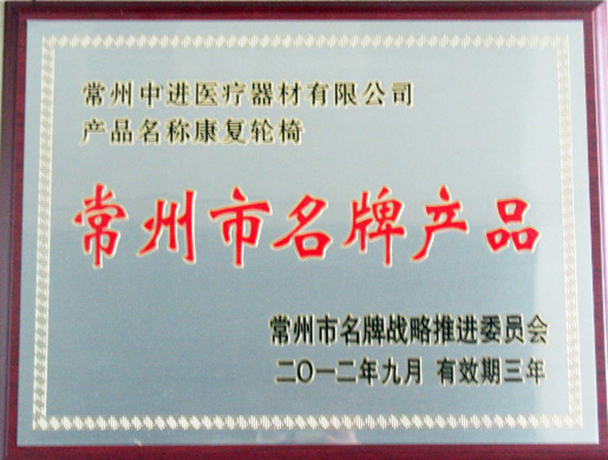 常州中进医疗器材有限公司
产品名称康复轮椅
常州市名牌产品
常州市名牌战略推进委员会
二〇一二年九月 有效期三年